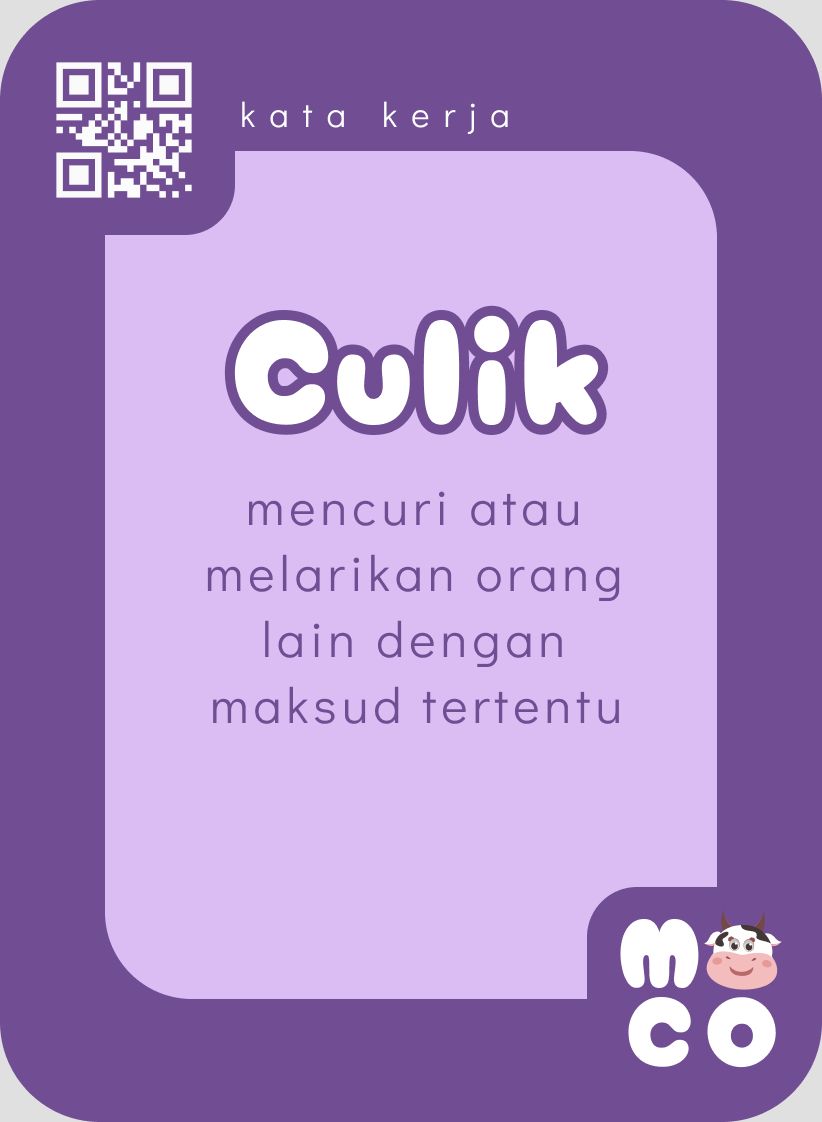 kata kerja
Culik
mencuri atau
melarikan orang
lain dengan
maksud tertentu
M
CO